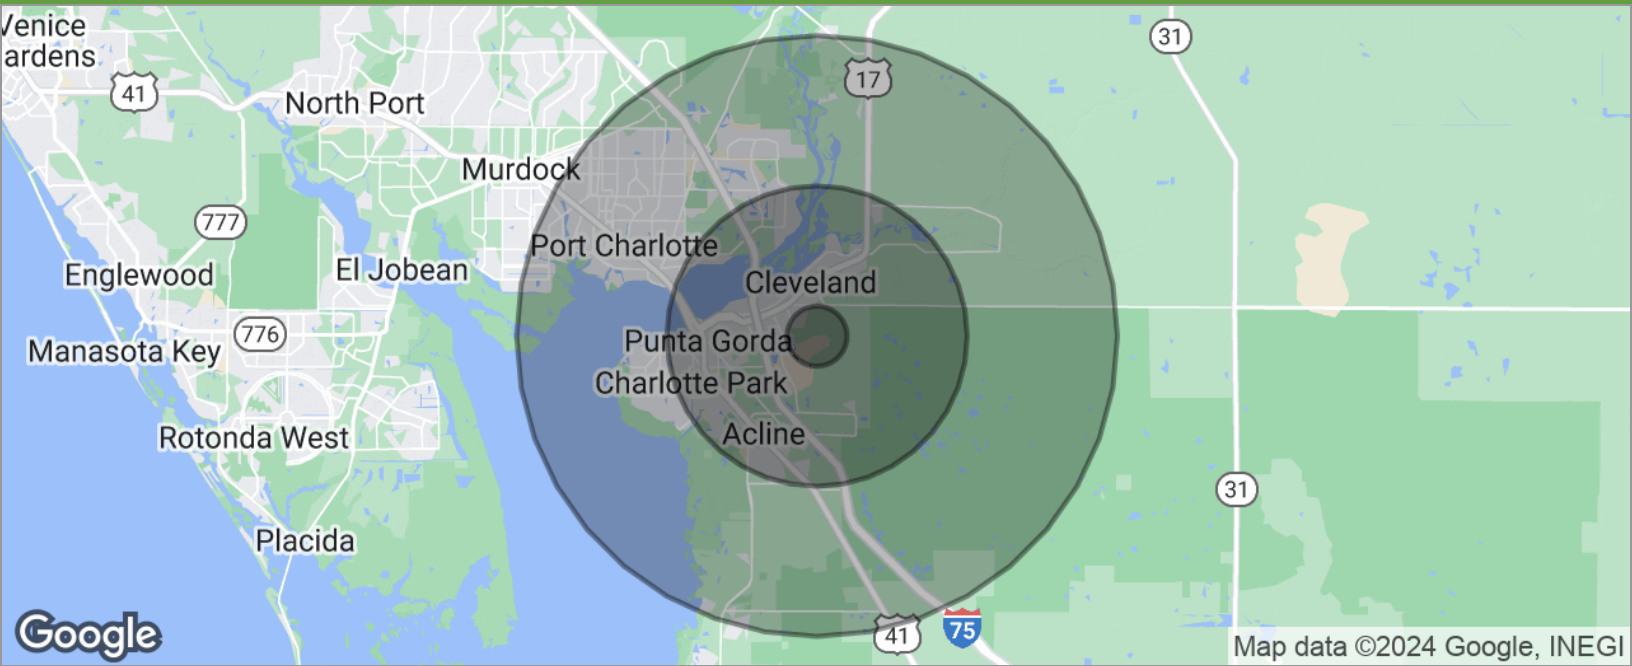 Venice
ardens
41
17
31
North Port
Murdock
777
Port Charlotte
Englewood
El Jobean
Cleveland
776
Manasota Key
Punta Gorda
Charlotte Park
Rotonda West
Acline
31
Placida
Google
41
75
Map data ©2024 Google, INEGI